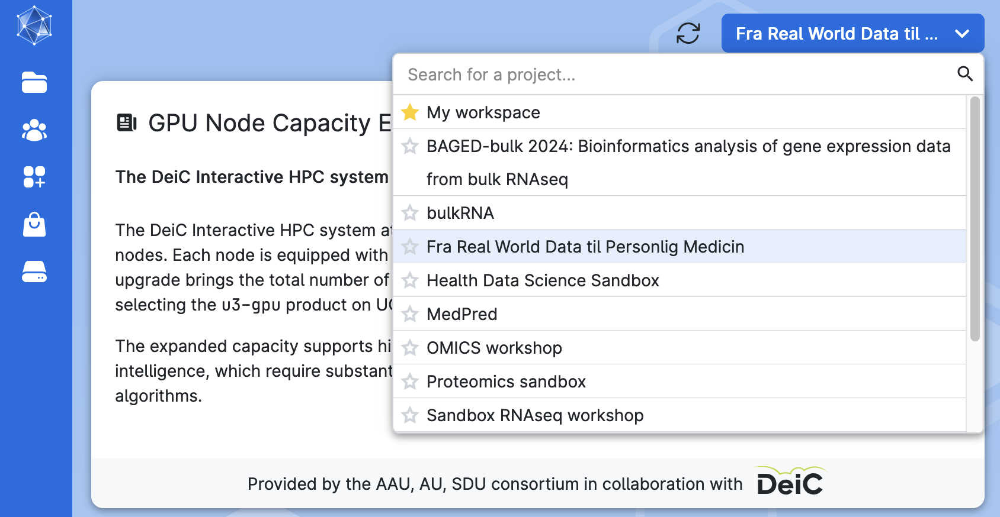 Fra Real World Data til ...
Search for a project...
My workspace
BAGED-bulk 2024: Bioinformatics analysis of gene expression data
from bulk RNAseq
bulkRNA
Fra Real World Data til Personlig Medicin
Health Data Science Sandbox
MedPred
OMICS workshop
Proteomics sandbox
Sandbox RNAseq workshop
GPU Node Capacity E
The DeiC Interactive HPC system
The DeiC Interactive HPC system at
nodes. Each node is equipped with
upgrade brings the total number of
selecting the u3-gpu product on UC
The expanded capacity supports hi
intelligence, which require substant
algorithms.
Provided by the AAU, AU, SDU consortium in collaboration with DeiC